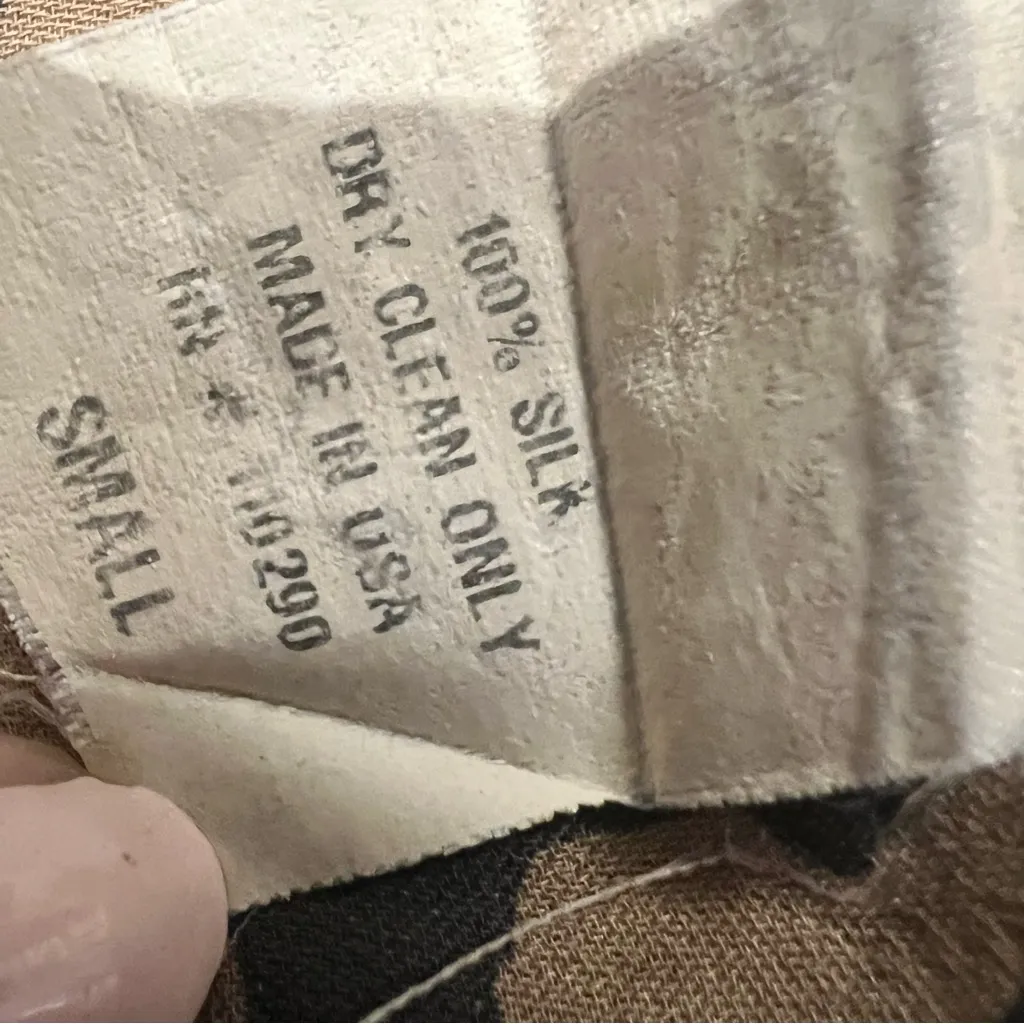 100% SILK
DRY CLEAN ONLY
MADE IN USA
RN * 110290
SMALL